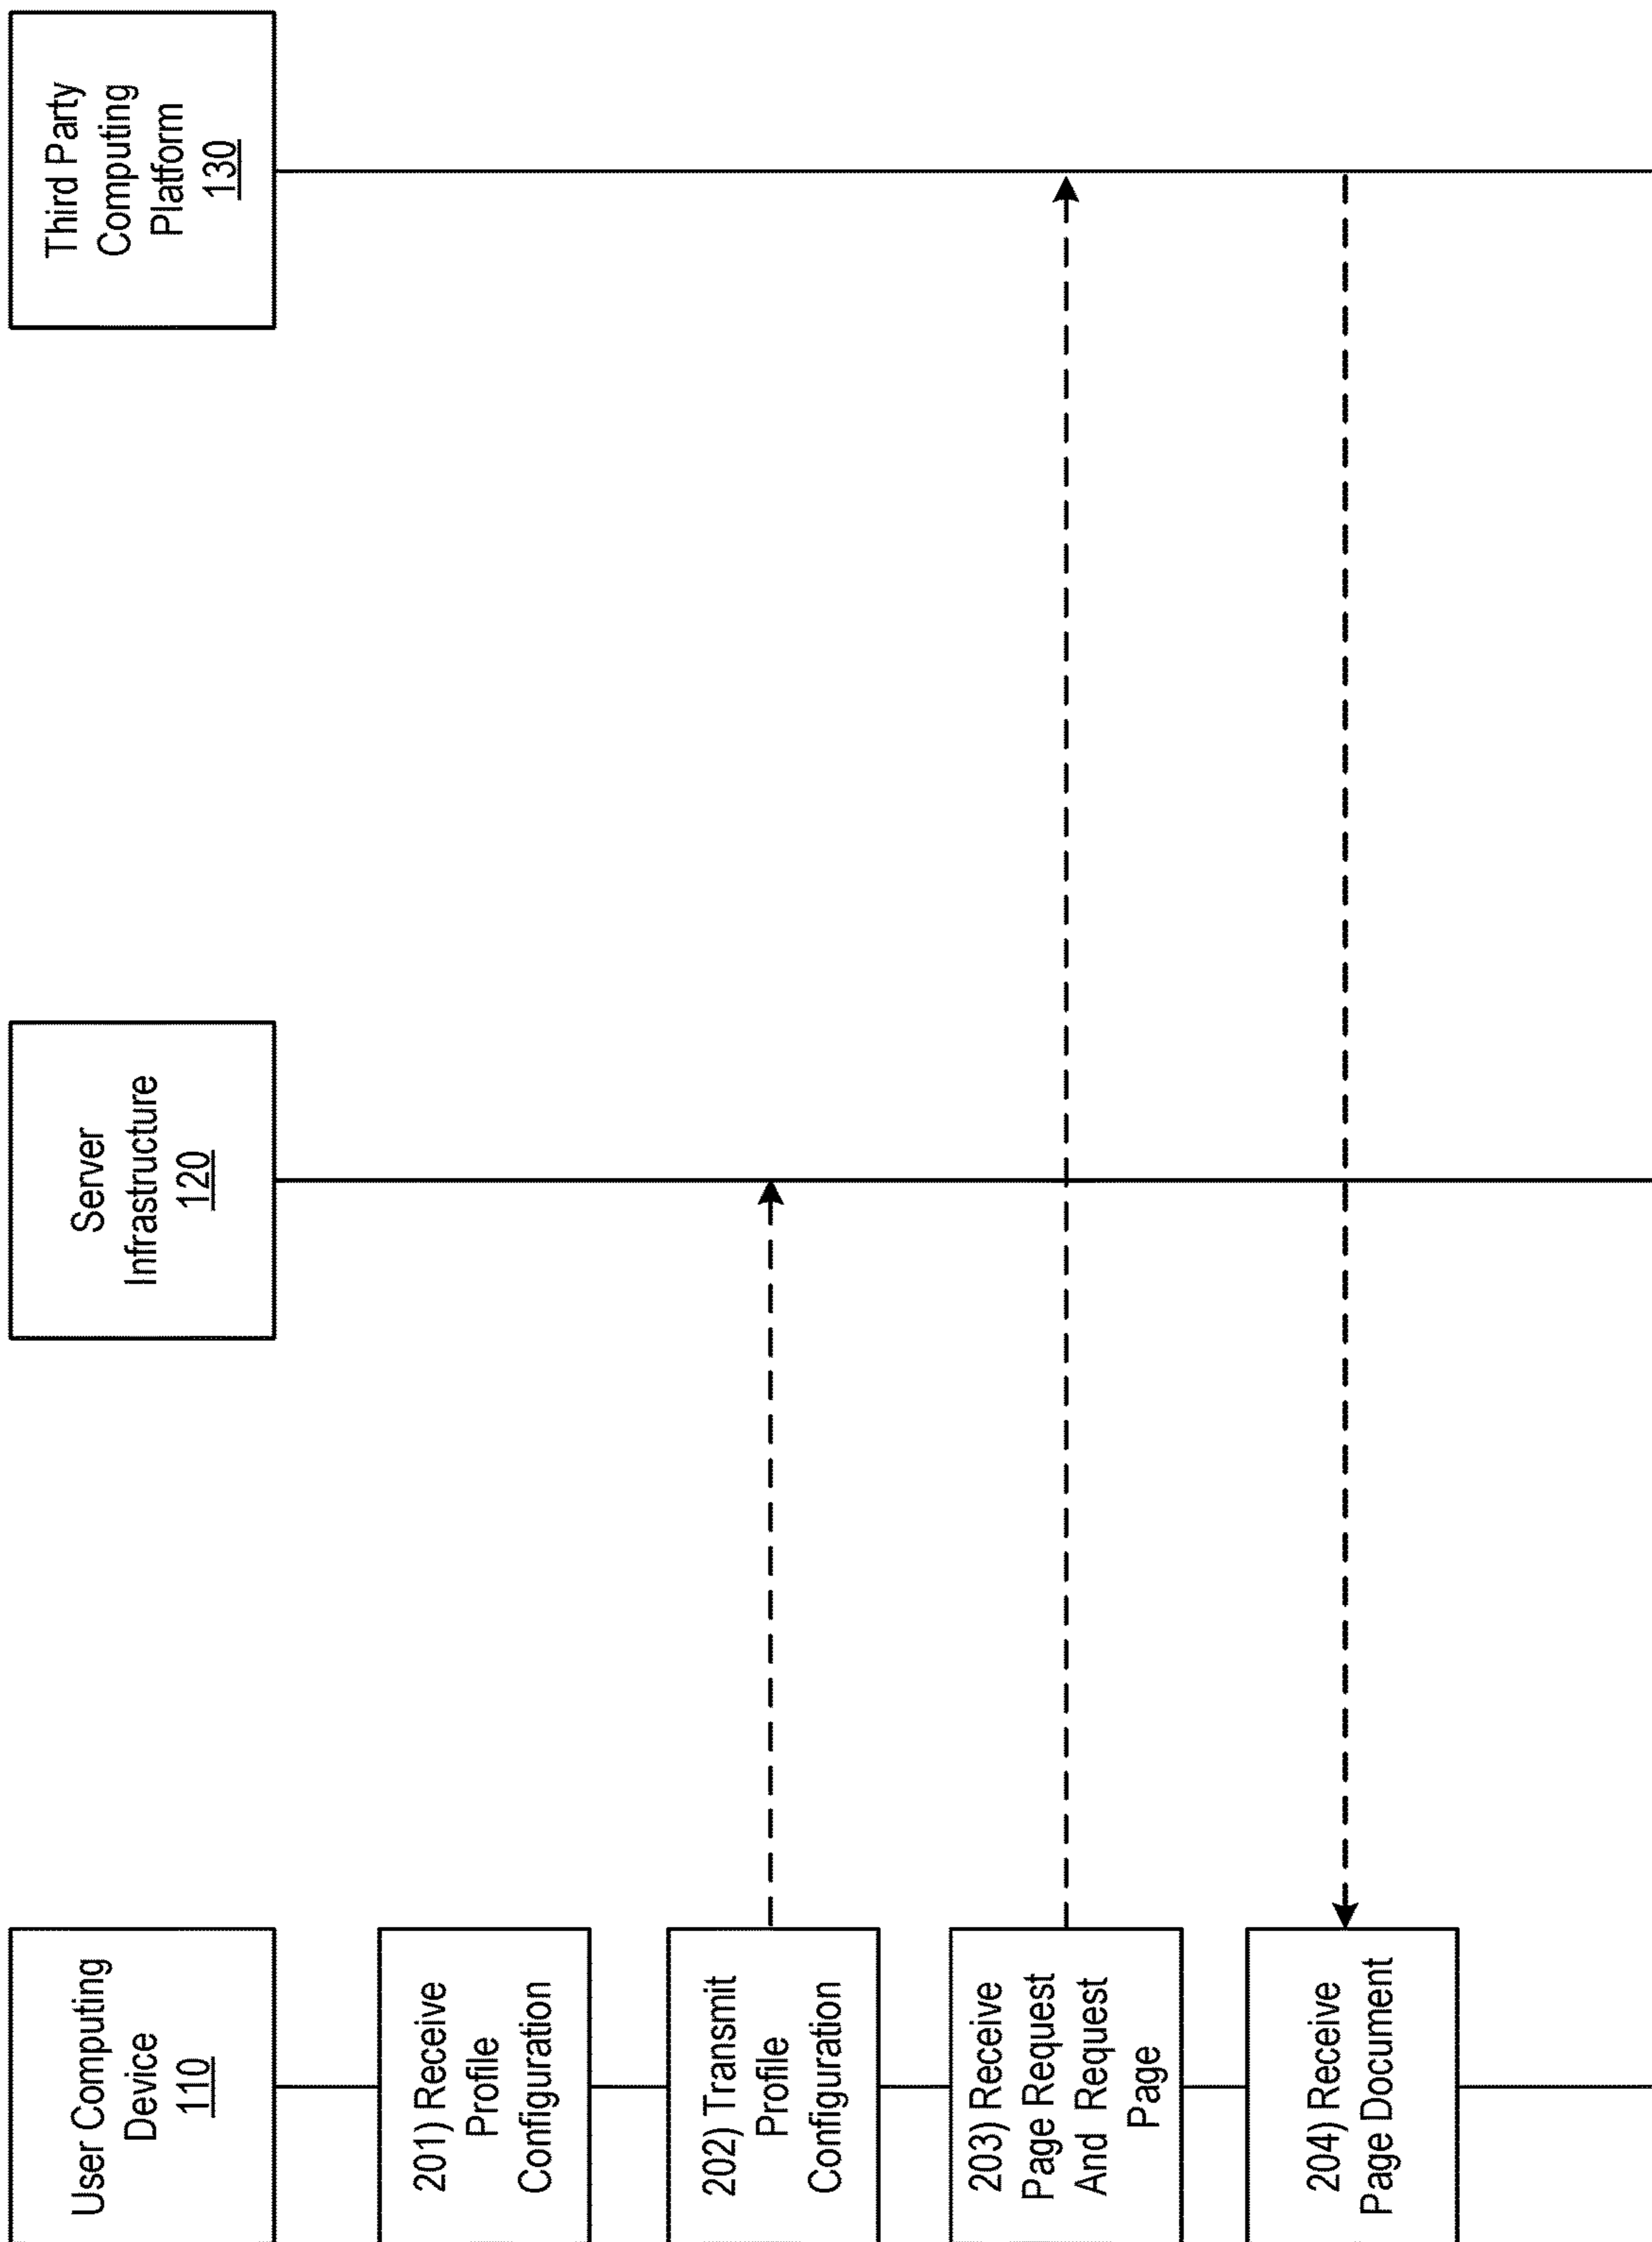 User Computing
Device
110
Server
Infrastructure
120
Third Party
Computing
Platform
130
201) Receive
Profile
Configuration
202) Transmit
Profile
Configuration
203) Receive
Page Request
And Request
Page
204) Receive
Page Document